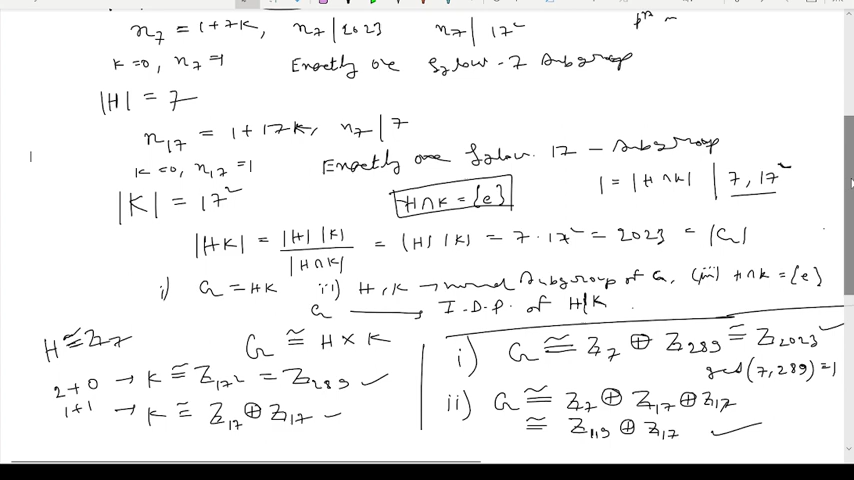 n₇ = 1+7K, n₇ | 2023 n₇ | 17²
K=0, n₇=1 Exactly one Sylow-7 Subgroup
|H| = 7
n₁₇ = 1+17K, n₇ | 7
K=0, n₁₇=1 Exactly one Sylow 17 - Subgroup
|K| = 17² H∩K = {e} 1 = |H∩K| | 7, 17²
|HK| = |H| |K| / |H∩K| = |H| |K| = 7·17² = 2023 = |G|
i) G = HK ii) H, K → normal Subgroup of G, (iii) H∩K = {e}
G → I.D.P. of H/K.
H ≅ Z₇ G ≅ H × K
2+0 → K ≅ Z₁₇² = Z₂₈₉ ✓
1+1 → K ≅ Z₁₇ ⊕ Z₁₇ ✓
i) G ≅ Z₇ ⊕ Z₂₈₉ ≅ Z₂₀₂₃ ✓
gcd(7,289)=1
ii) G ≅ Z₇ ⊕ Z₁₇ ⊕ Z₁₇
≅ Z₁₁₉ ⊕ Z₁₇ ✓